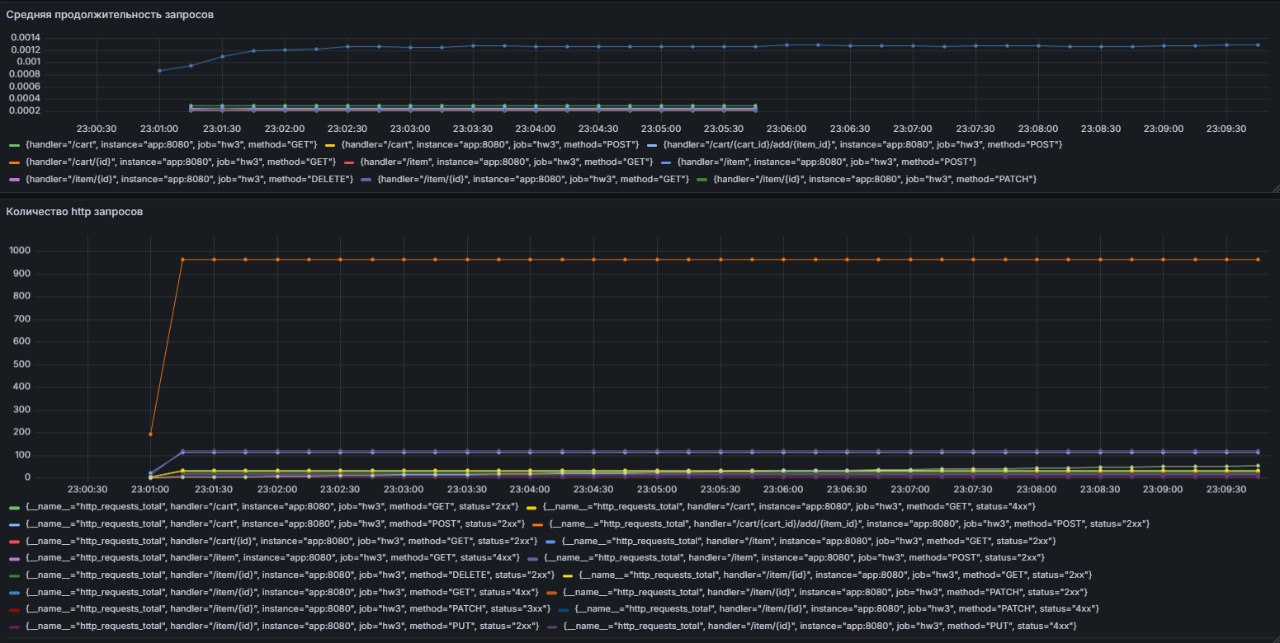 Средняя продолжительность запросов
0.0014
0.0012
0.001
0.0008
0.0006
0.0004
0.0002
23:00:30 23:01:00 23:01:30 23:02:00 23:02:30 23:03:00 23:03:30 23:04:00 23:04:30 23:05:00 23:05:30 23:06:00 23:06:30 23:07:00 23:07:30 23:08:00 23:08:30 23:09:00 23:09:30
{handler="/cart", instance="app:8080", job="hw3", method="GET"} {handler="/cart", instance="app:8080", job="hw3", method="POST"} {handler="/cart/{cart_id}/add/{item_id}", instance="app:8080", job="hw3", method="POST"}
{handler="/cart/{id}", instance="app:8080", job="hw3", method="GET"} {handler="/item", instance="app:8080", job="hw3", method="GET"} {handler="/item", instance="app:8080", job="hw3", method="POST"}
{handler="/item/{id}", instance="app:8080", job="hw3", method="DELETE"} {handler="/item/{id}", instance="app:8080", job="hw3", method="GET"} {handler="/item/{id}", instance="app:8080", job="hw3", method="PATCH"}
Количество http запросов
1000
900
800
700
600
500
400
300
200
100
0
23:00:30 23:01:00 23:01:30 23:02:00 23:02:30 23:03:00 23:03:30 23:04:00 23:04:30 23:05:00 23:05:30 23:06:00 23:06:30 23:07:00 23:07:30 23:08:00 23:08:30 23:09:00 23:09:30
{__name__="http_requests_total", handler="/cart", instance="app:8080", job="hw3", method="GET", status="2xx"} {__name__="http_requests_total", handler="/cart", instance="app:8080", job="hw3", method="GET", status="4xx"}
{__name__="http_requests_total", handler="/cart", instance="app:8080", job="hw3", method="POST", status="2xx"} {__name__="http_requests_total", handler="/cart/{cart_id}/add/{item_id}", instance="app:8080", job="hw3", method="POST", status="2xx"}
{__name__="http_requests_total", handler="/cart/{id}", instance="app:8080", job="hw3", method="GET", status="2xx"} {__name__="http_requests_total", handler="/item", instance="app:8080", job="hw3", method="GET", status="2xx"}
{__name__="http_requests_total", handler="/item", instance="app:8080", job="hw3", method="GET", status="4xx"} {__name__="http_requests_total", handler="/item", instance="app:8080", job="hw3", method="POST", status="2xx"}
{__name__="http_requests_total", handler="/item/{id}", instance="app:8080", job="hw3", method="DELETE", status="2xx"} {__name__="http_requests_total", handler="/item/{id}", instance="app:8080", job="hw3", method="GET", status="2xx"}
{__name__="http_requests_total", handler="/item/{id}", instance="app:8080", job="hw3", method="GET", status="4xx"} {__name__="http_requests_total", handler="/item/{id}", instance="app:8080", job="hw3", method="PATCH", status="2xx"}
{__name__="http_requests_total", handler="/item/{id}", instance="app:8080", job="hw3", method="PATCH", status="3xx"} {__name__="http_requests_total", handler="/item/{id}", instance="app:8080", job="hw3", method="PATCH", status="4xx"}
{__name__="http_requests_total", handler="/item/{id}", instance="app:8080", job="hw3", method="PUT", status="2xx"} {__name__="http_requests_total", handler="/item/{id}", instance="app:8080", job="hw3", method="PUT", status="4xx"}